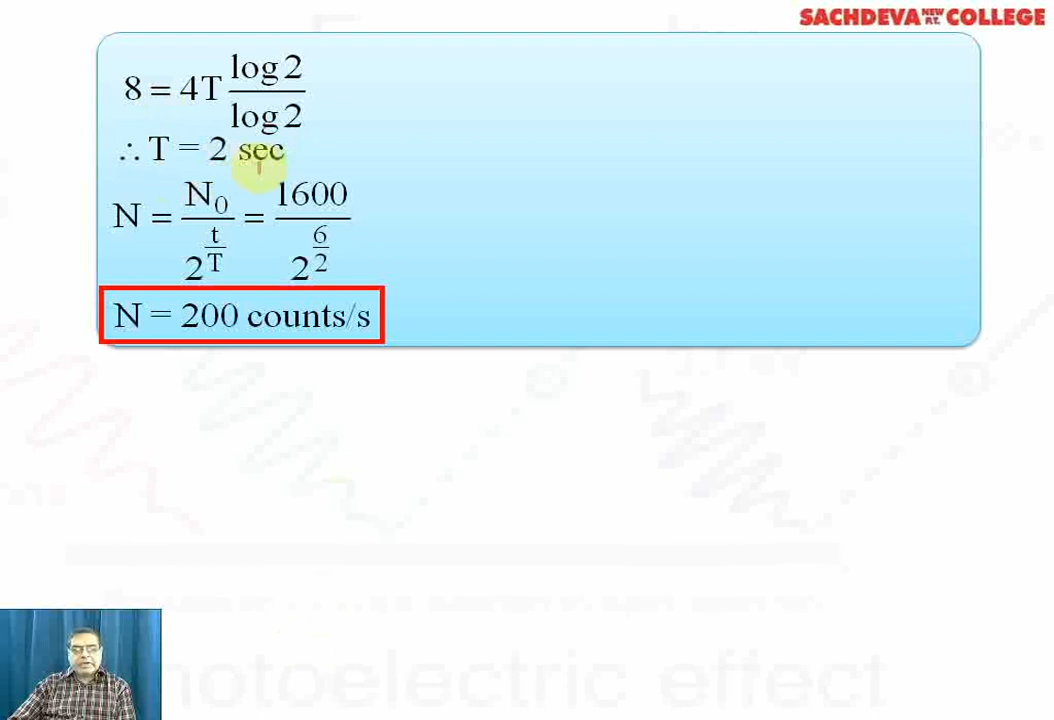 SACHDEVA NEW P.T. COLLEGE
8 = 4T log 2 / log 2
∴ T = 2 sec
N = N₀ / 2^(t/T) = 1600 / 2^(6/2)
N = 200 counts/s
photoelectric effect